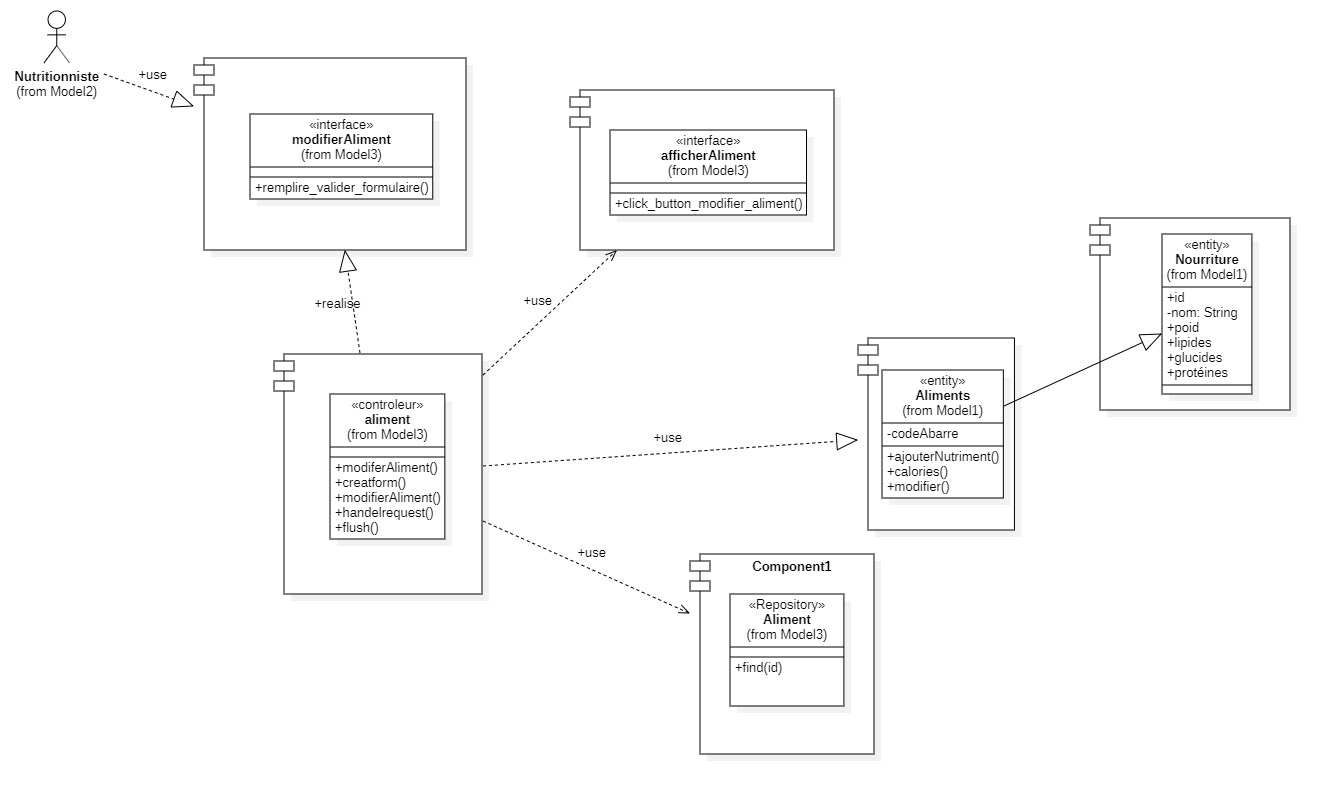 Nutritionniste
(from Model2)
+use
«interface»
modifierAliment
(from Model3)
+remplire_valider_formulaire()
«interface»
afficherAliment
(from Model3)
+click_button_modifier_aliment()
«entity»
Nourriture
(from Model1)
+id
-nom: String
+poid
+lipides
+glucides
+protéines
+realise
+use
«controleur»
aliment
(from Model3)
+modiferAliment()
+creatform()
+modifierAliment()
+handelrequest()
+flush()
+use
«entity»
Aliments
(from Model1)
-codeAbarre
+ajouterNutriment()
+calories()
+modifier()
+use
Component1
«Repository»
Aliment
(from Model3)
+find(id)